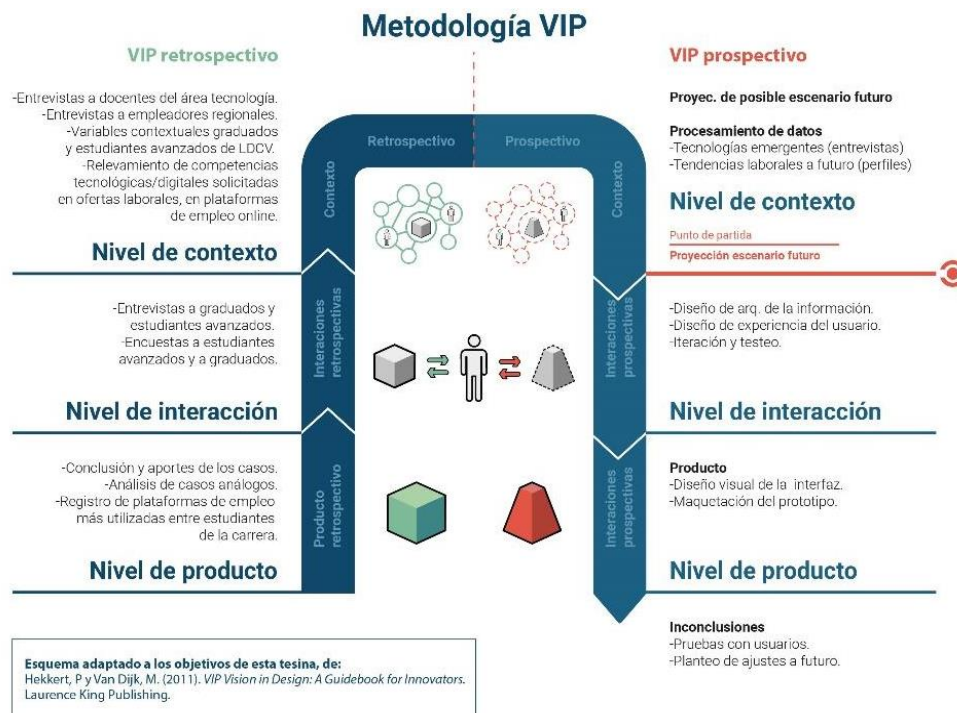 Metodología VIP
VIP retrospectivo
-Entrevistas a docentes del área tecnología.
-Entrevistas a empleadores regionales.
-Variables contextuales graduados
y estudiantes avanzados de LDCV.
-Relevamiento de competencias
tecnológicas/digitales solicitadas
en ofertas laborales, en plataformas
de empleo online.
Nivel de contexto
-Entrevistas a graduados y
estudiantes avanzados.
-Encuestas a estudiantes
avanzados y a graduados.
Nivel de interacción
-Conclusión y aportes de los casos.
-Análisis de casos análogos.
-Registro de plataformas de empleo
más utilizadas entre estudiantes
de la carrera.
Nivel de producto
Retrospectivo
Prospectivo
Contexto
Interaciones
retrospectivas
Producto
retrospectivo
Contexto
Interaciones
prospectivas
Interaciones
prospectivas
VIP prospectivo
Proyec. de posible escenario futuro
Procesamiento de datos
-Tecnologías emergentes (entrevistas)
-Tendencias laborales a futuro (perfiles)
Nivel de contexto
Punto de partida
Proyección escenario futuro
-Diseño de arq. de la información.
-Diseño de experiencia del usuario.
-Iteración y testeo.
Nivel de interacción
Producto
-Diseño visual de la interfaz.
-Maquetación del prototipo.
Nivel de producto
Inconclusiones
-Pruebas con usuarios.
-Planteo de ajustes a futuro.
Esquema adaptado a los objetivos de esta tesina, de:
Hekkert, P y Van Dijk, M. (2011). VIP Vision in Design: A Guidebook for Innovators.
Laurence King Publishing.